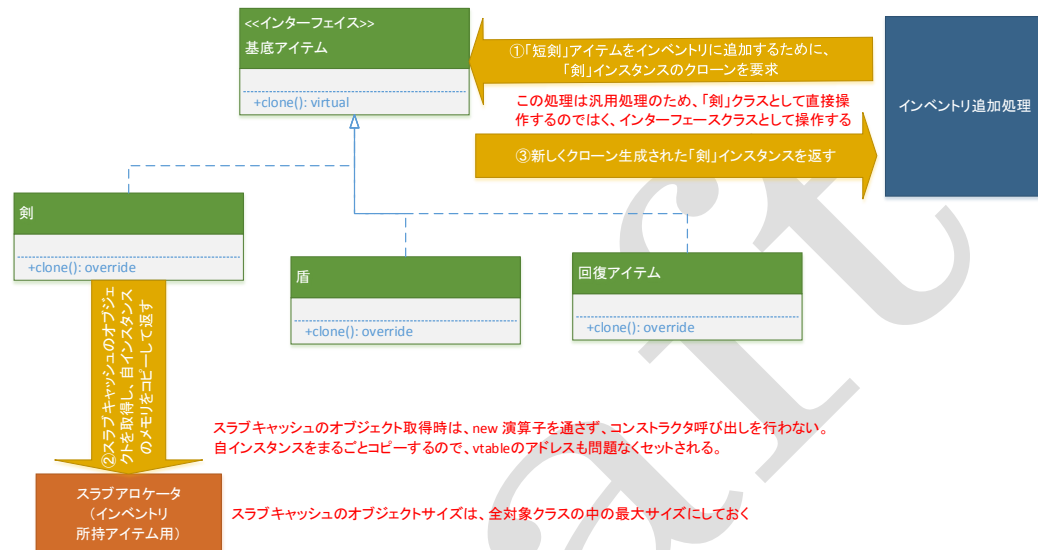 <<インターフェイス>>
基底アイテム
+clone(): virtual
①「短剣」アイテムをインベントリに追加するために、
「剣」インスタンスのクローンを要求
この処理は汎用処理のため、「剣」クラスとして直接操
作するのではく、インターフェースクラスとして操作する
③新しくクローン生成された「剣」インスタンスを返す
インベントリ追加処理
剣
+clone(): override
盾
+clone(): override
回復アイテム
+clone(): override
②スラブキャッシュのオブジェ
クトを取得し、自インスタンス
のメモリをコピーして返す
スラブキャッシュのオブジェクト取得時は、new 演算子を通さず、コンストラクタ呼び出しを行わない。
自インスタンスをまるごとコピーするので、vtableのアドレスも問題なくセットされる。
スラブアロケータ
（インベントリ
所持アイテム用）
スラブキャッシュのオブジェクトサイズは、全対象クラスの中の最大サイズにしておく